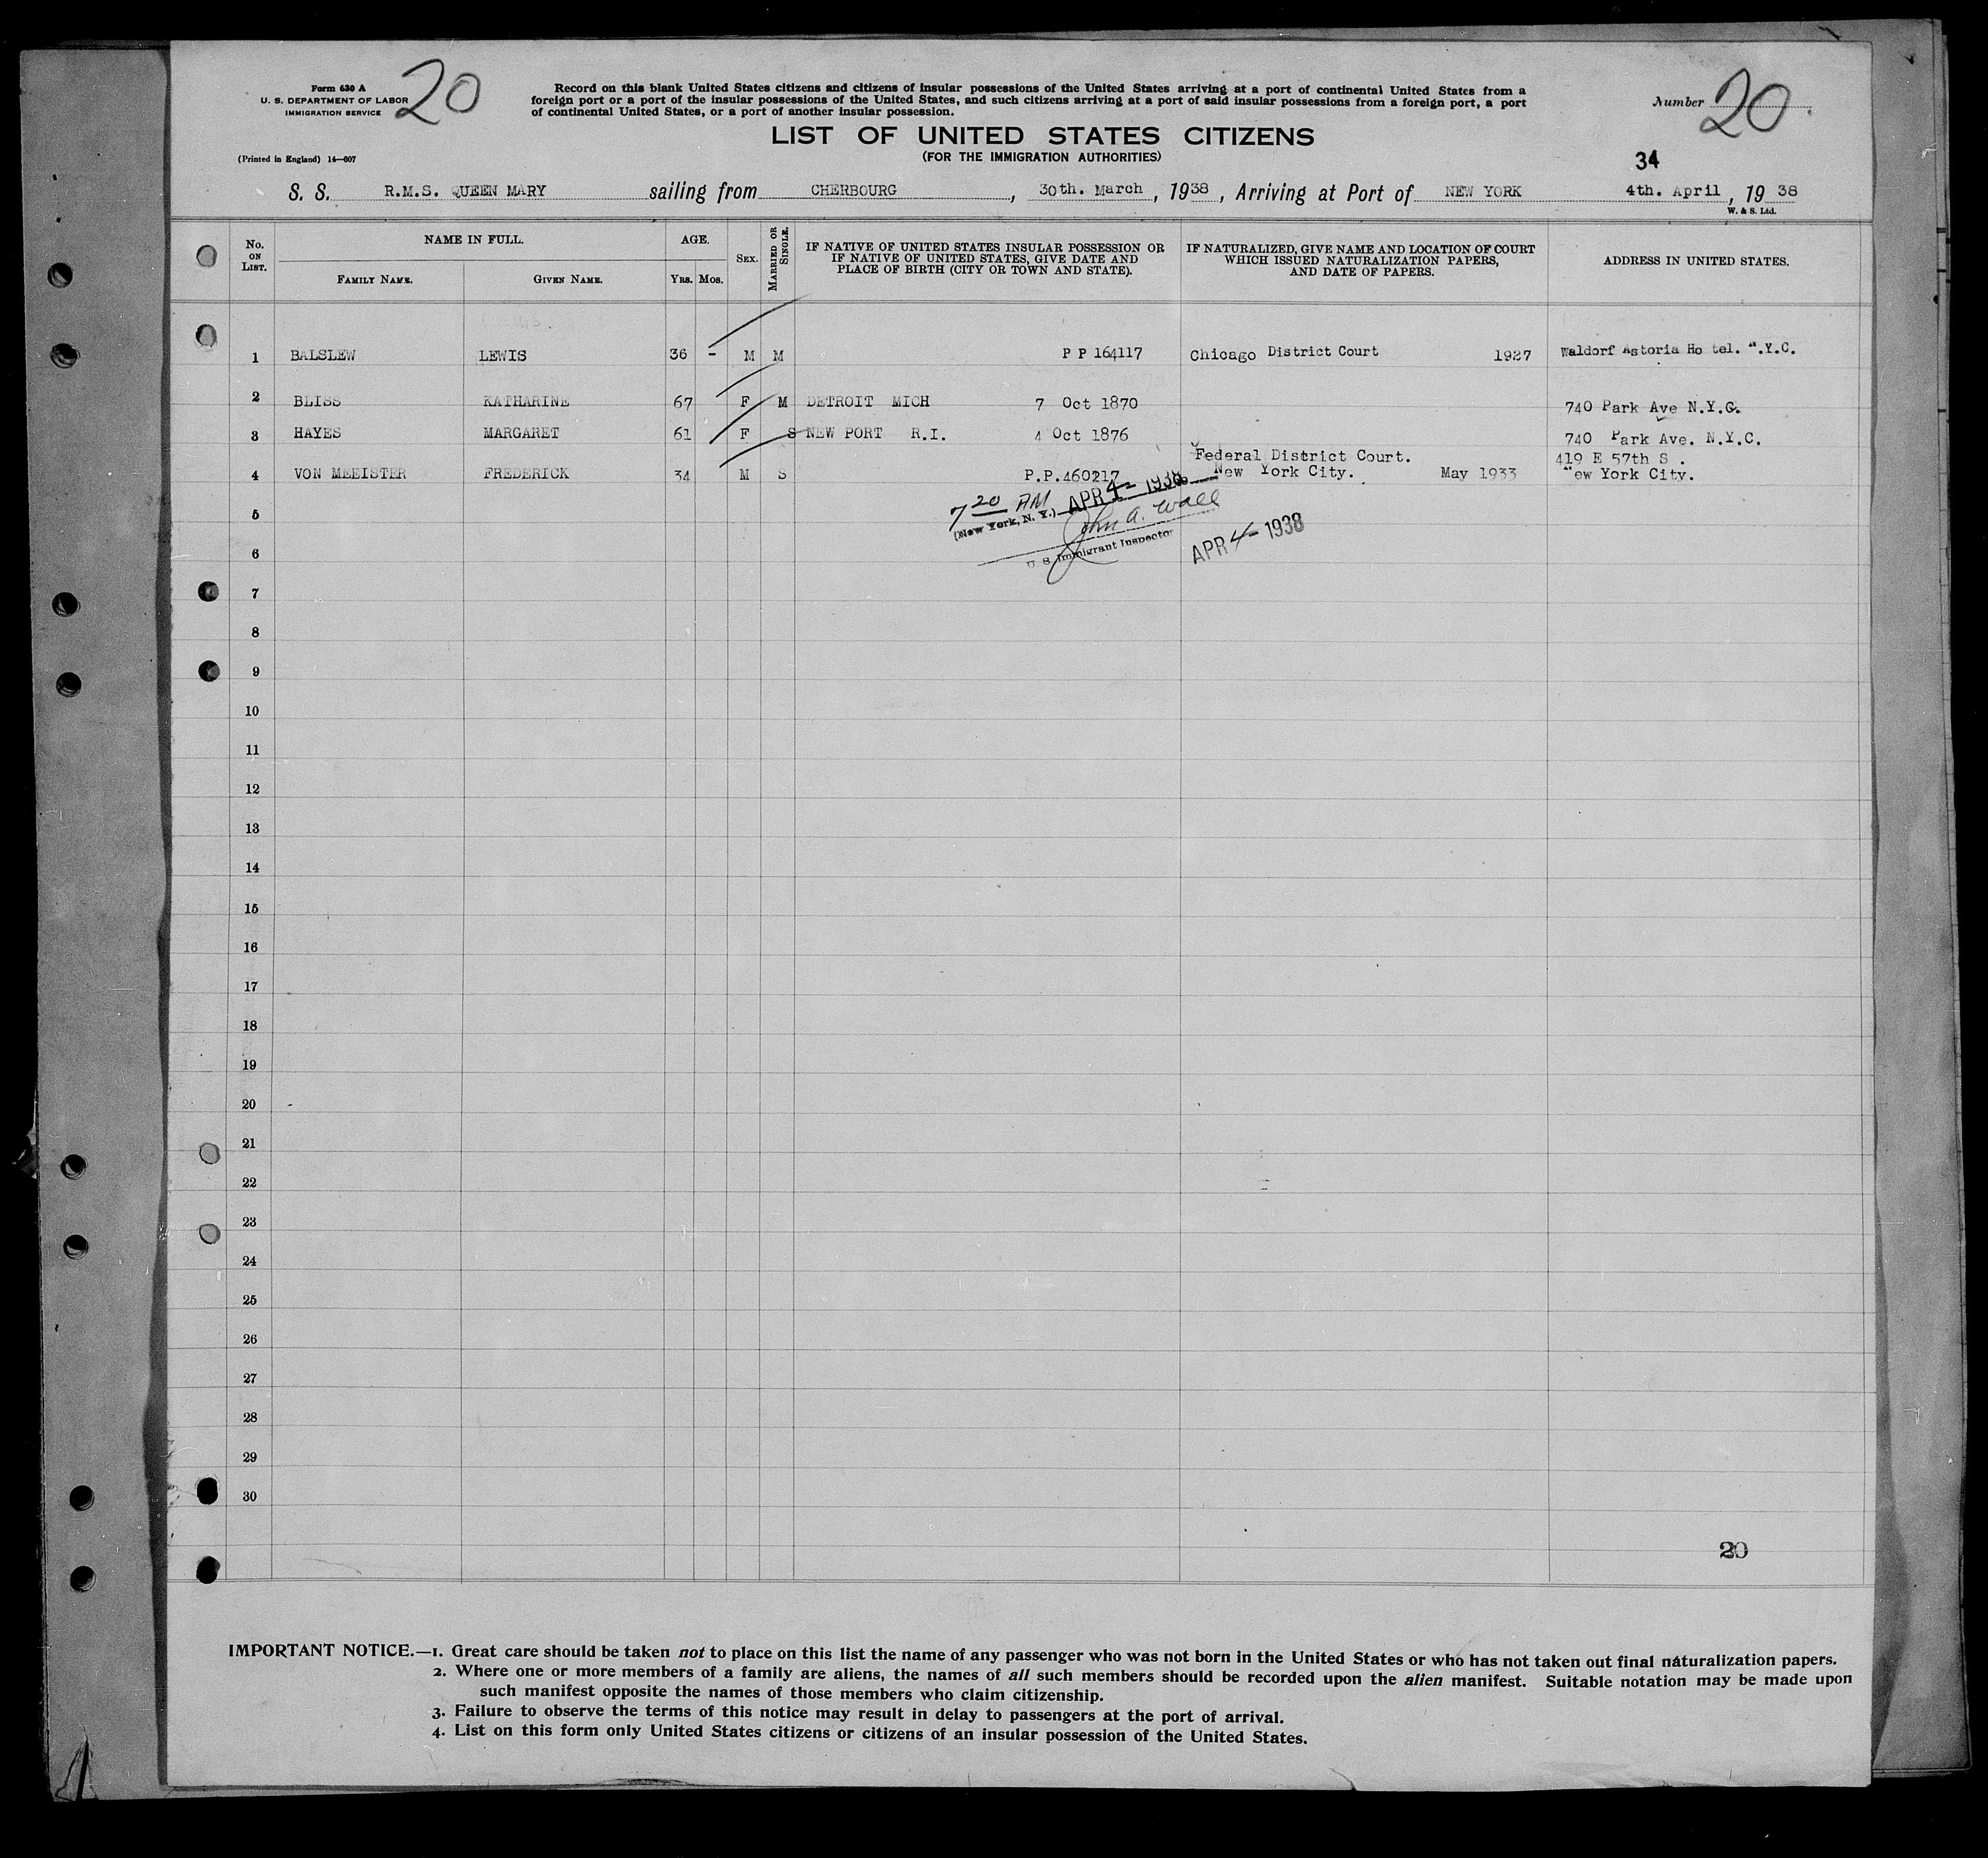 Form 630 A
U. S. DEPARTMENT OF LABOR
IMMIGRATION SERVICE
20
Record on this blank United States citizens and citizens of insular possessions of the United States arriving at a port of continental United States from a
foreign port or a port of the insular possessions of the United States, and such citizens arriving at a port of said insular possessions from a foreign port, a port
of continental United States, or a port of another insular possession.
Number 20.
LIST OF UNITED STATES CITIZENS
(FOR THE IMMIGRATION AUTHORITIES)
(Printed in England) 14—607
34
S. S. R.M.S. QUEEN MARY sailing from CHERBOURG, 30th. March, 1938, Arriving at Port of NEW YORK 4th. April, 19 38
W. & S. Ltd.
No. ON LIST. NAME IN FULL. AGE. SEX. MARRIED OR SINGLE. IF NATIVE OF UNITED STATES INSULAR POSSESSION OR IF NATIVE OF UNITED STATES, GIVE DATE AND PLACE OF BIRTH (CITY OR TOWN AND STATE). IF NATURALIZED, GIVE NAME AND LOCATION OF COURT WHICH ISSUED NATURALIZATION PAPERS, AND DATE OF PAPERS. ADDRESS IN UNITED STATES.
FAMILY NAME. GIVEN NAME. YRS. MOS.
1 BALSLEW LEWIS 36 - M M P P 164117 Chicago District Court 1927 Waldorf Astoria Ho tel. .Y.C.
2 BLISS KATHARINE 67 F M DETROIT MICH 7 Oct 1870 740 Park Ave N.Y.C.
3 HAYES MARGARET 61 F S NEW PORT R.I. 4 Oct 1876 740 Park Ave. N.Y.C.
Federal District Court. 419 E 57th S .
4 VON MEEISTER FREDERICK 34 M S P.P.460217 New York City. May 1933 ew York City.
7 20 AM
(New York, N. Y.) APR 4- 1938
John A. Wall
U. S. Immigrant Inspector
APR 4- 1938
5
6
7
8
9
10
11
12
13
14
15
16
17
18
19
20
21
22
23
24
25
26
27
28
29
30
20
IMPORTANT NOTICE.—1. Great care should be taken not to place on this list the name of any passenger who was not born in the United States or who has not taken out final naturalization papers.
2. Where one or more members of a family are aliens, the names of all such members should be recorded upon the alien manifest. Suitable notation may be made upon
such manifest opposite the names of those members who claim citizenship.
3. Failure to observe the terms of this notice may result in delay to passengers at the port of arrival.
4. List on this form only United States citizens or citizens of an insular possession of the United States.